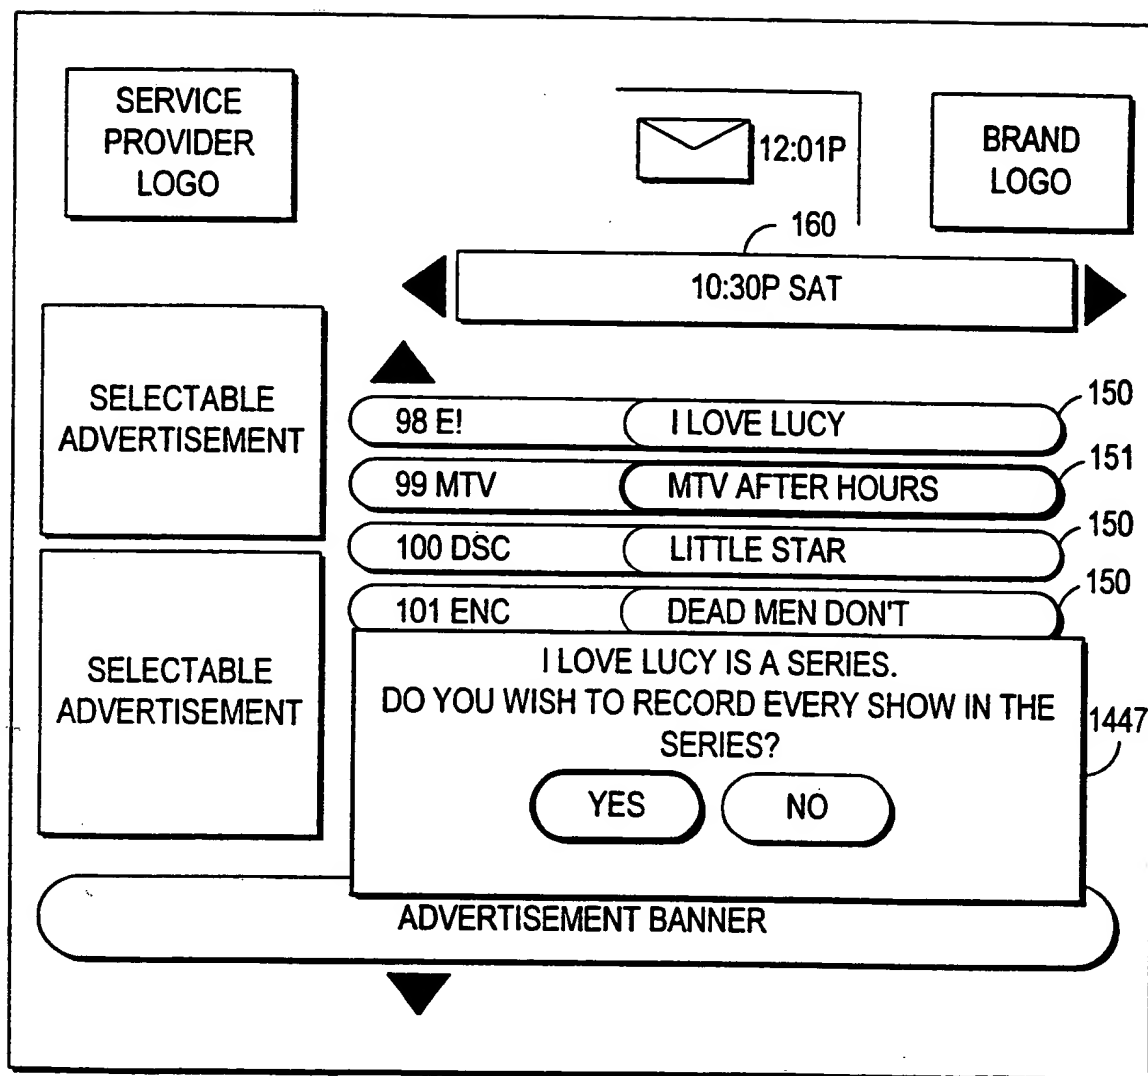 SERVICE
PROVIDER
LOGO
12:01P
BRAND
LOGO
160
10:30P SAT
SELECTABLE
ADVERTISEMENT
98 E! I LOVE LUCY 150
99 MTV MTV AFTER HOURS 151
100 DSC LITTLE STAR 150
101 ENC DEAD MEN DON'T 150
SELECTABLE
ADVERTISEMENT
I LOVE LUCY IS A SERIES.
DO YOU WISH TO RECORD EVERY SHOW IN THE
SERIES?
1447
YES NO
ADVERTISEMENT BANNER